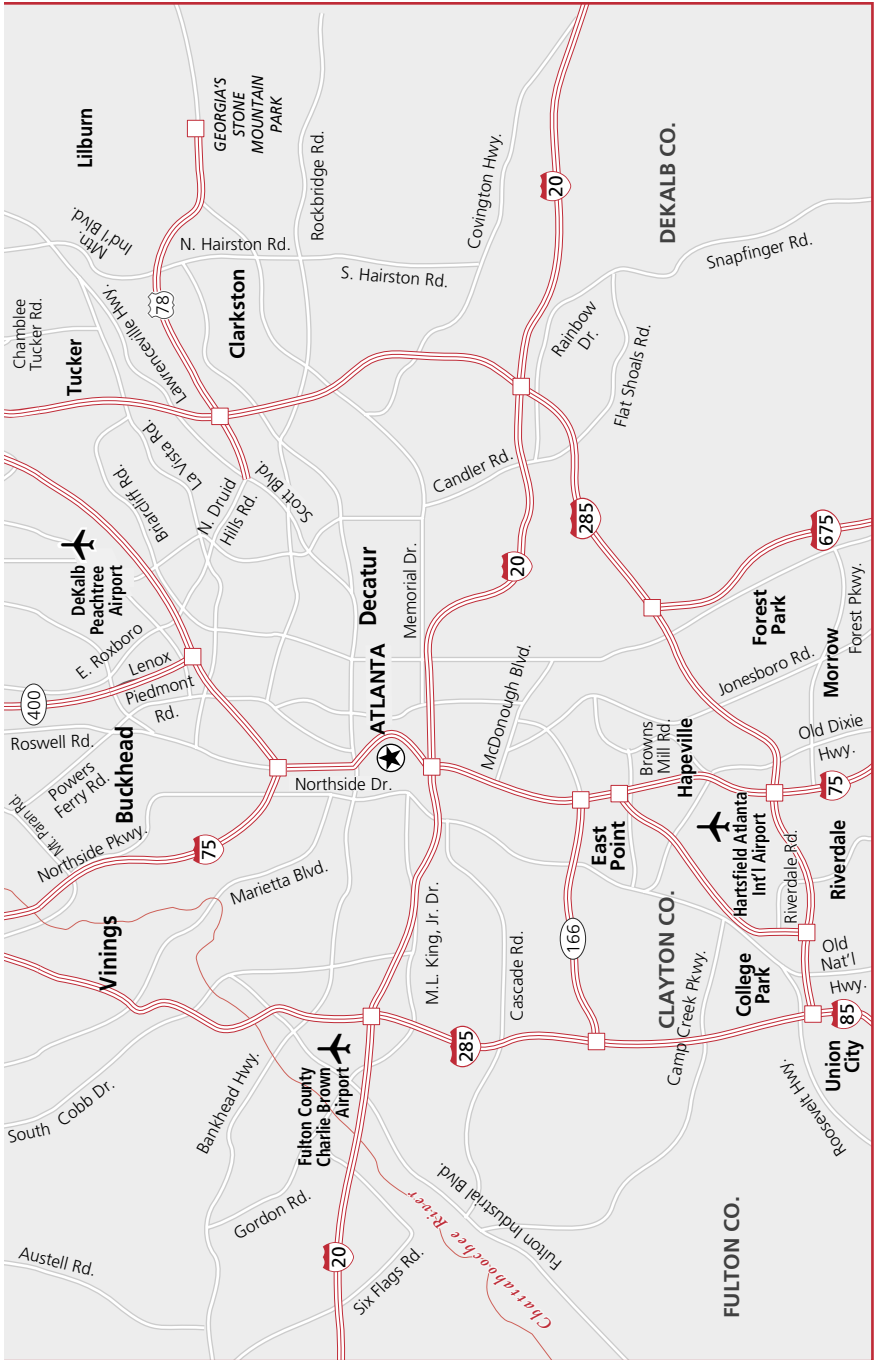 Lilburn
GEORGIA'S
STONE
MOUNTAIN
PARK
Mtn.
Ind'l Blvd.
N. Hairston Rd.
Rockbridge Rd.
S. Hairston Rd.
Covington Hwy.
20
DEKALB CO.
Snapfinger Rd.
78
Chamblee
Tucker Rd.
Tucker
Lawrenceville Hwy.
Clarkston
Rainbow
Dr.
Flat Shoals Rd.
Briarcliff Rd.
La Vista Rd.
N. Druid
Hills Rd.
Scott Blvd.
Candler Rd.
285
675
DeKalb
Peachtree
Airport
Decatur
Memorial Dr.
20
Forest
Park
Forest Pkwy.
E. Roxboro
Lenox
400
Piedmont
Rd.
ATLANTA
McDonough Blvd.
Jonesboro Rd.
Morrow
Roswell Rd.
Powers
Ferry Rd.
Buckhead
Mt. Paran Rd.
Northside Pkwy.
Northside Dr.
Browns
Mill Rd.
Hapeville
Old Dixie
Hwy.
75
75
Marietta Blvd.
East
Point
Hartsfield Atlanta
Int'l Airport
Riverdale Rd.
Riverdale
Vinings
M.L. King, Jr. Dr.
Cascade Rd.
166
CLAYTON CO.
College
Park
Old
Nat'l
Hwy.
285
Camp Creek Pkwy.
85
Union
City
Roosevelt Hwy.
South Cobb Dr.
Bankhead Hwy.
Fulton County
Charlie Brown
Airport
Gordon Rd.
Austell Rd.
20
Six Flags Rd.
Chattahoochee River
Fulton Industrial Blvd.
FULTON CO.